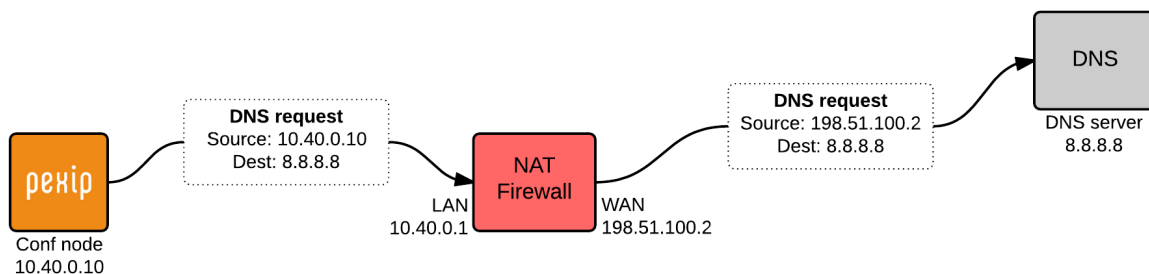 pexip
Conf node
10.40.0.10
DNS request
Source: 10.40.0.10
Dest: 8.8.8.8
LAN
10.40.0.1
NAT
Firewall
WAN
198.51.100.2
DNS request
Source: 198.51.100.2
Dest: 8.8.8.8
DNS
DNS server
8.8.8.8